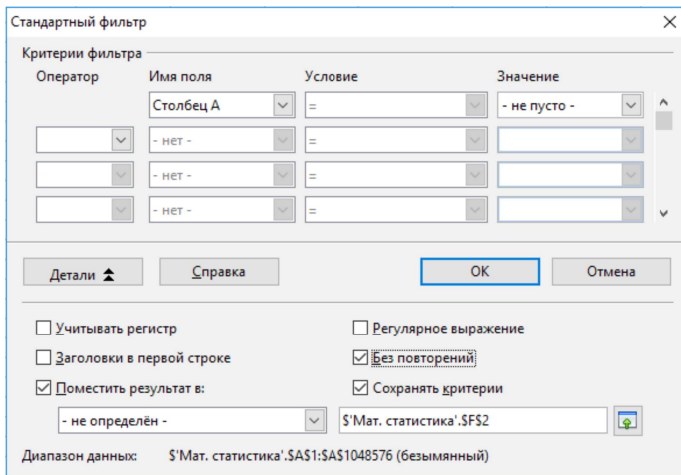 Стандартный фильтр
Критерии фильтра
Оператор Имя поля Условие Значение
Столбец A = - не пусто -
- нет - =
- нет - =
- нет - =
Детали Справка ОК Отмена
Учитывать регистр Регулярное выражение
Заголовки в первой строке Без повторений
Поместить результат в: Сохранять критерии
- не определён - $'Мат. статистика'.$F$2
Диапазон данных: $'Мат. статистика'.$A$1:$A$1048576 (безымянный)